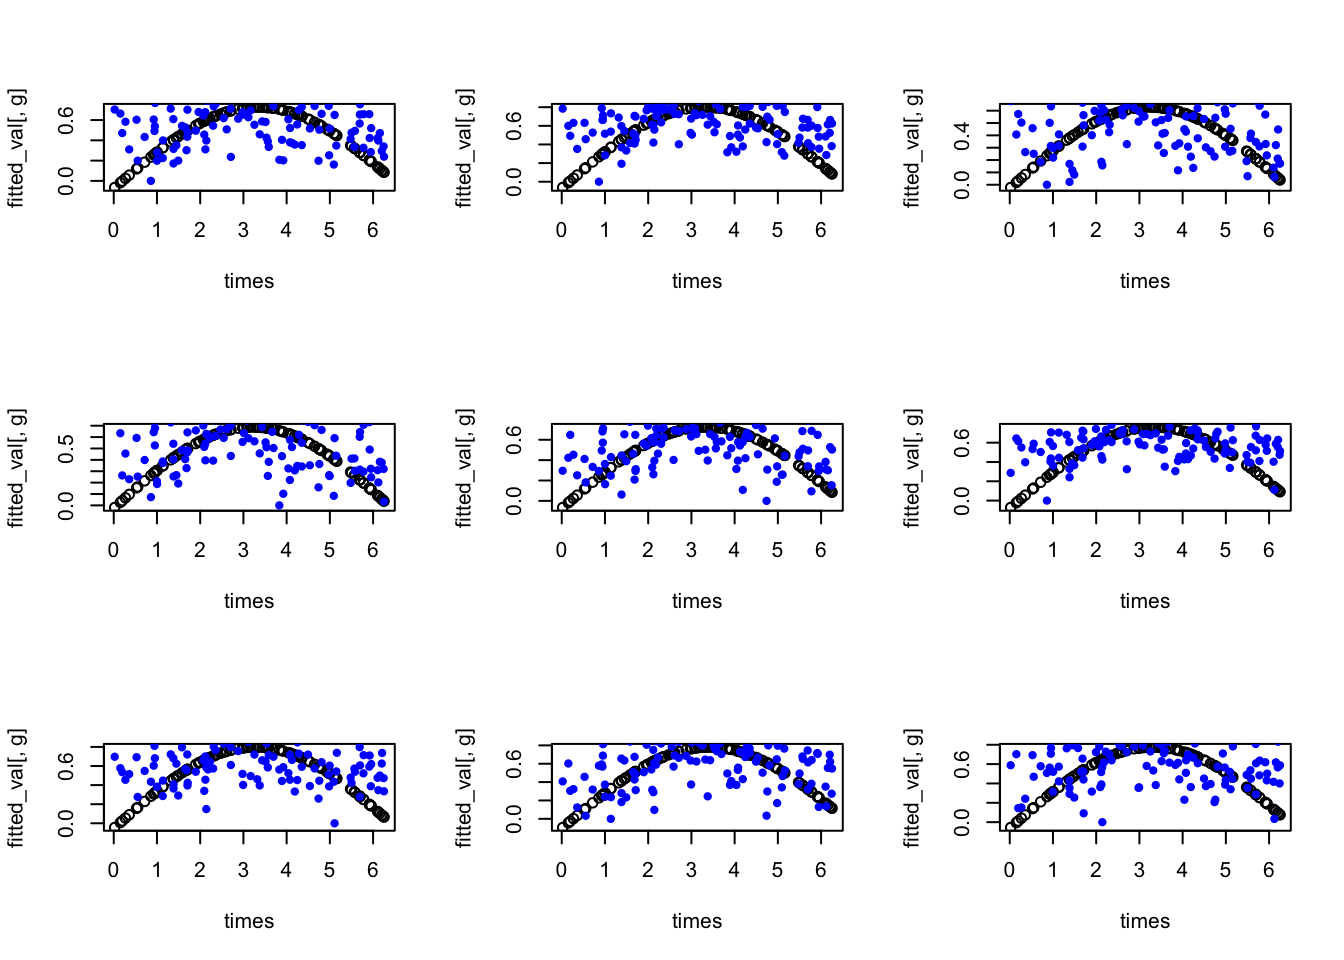 fitted_val[, g] fitted_val[, g] fitted_val[, g]
0.6 0.6 0.4
0.0 0.0 0.0
0 1 2 3 4 5 6 0 1 2 3 4 5 6 0 1 2 3 4 5 6
times times times
fitted_val[, g] fitted_val[, g] fitted_val[, g]
0.5 0.6 0.6
0.0 0.0 0.0
0 1 2 3 4 5 6 0 1 2 3 4 5 6 0 1 2 3 4 5 6
times times times
fitted_val[, g] fitted_val[, g] fitted_val[, g]
0.6 0.6 0.6
0.0 0.0 0.0
0 1 2 3 4 5 6 0 1 2 3 4 5 6 0 1 2 3 4 5 6
times times times